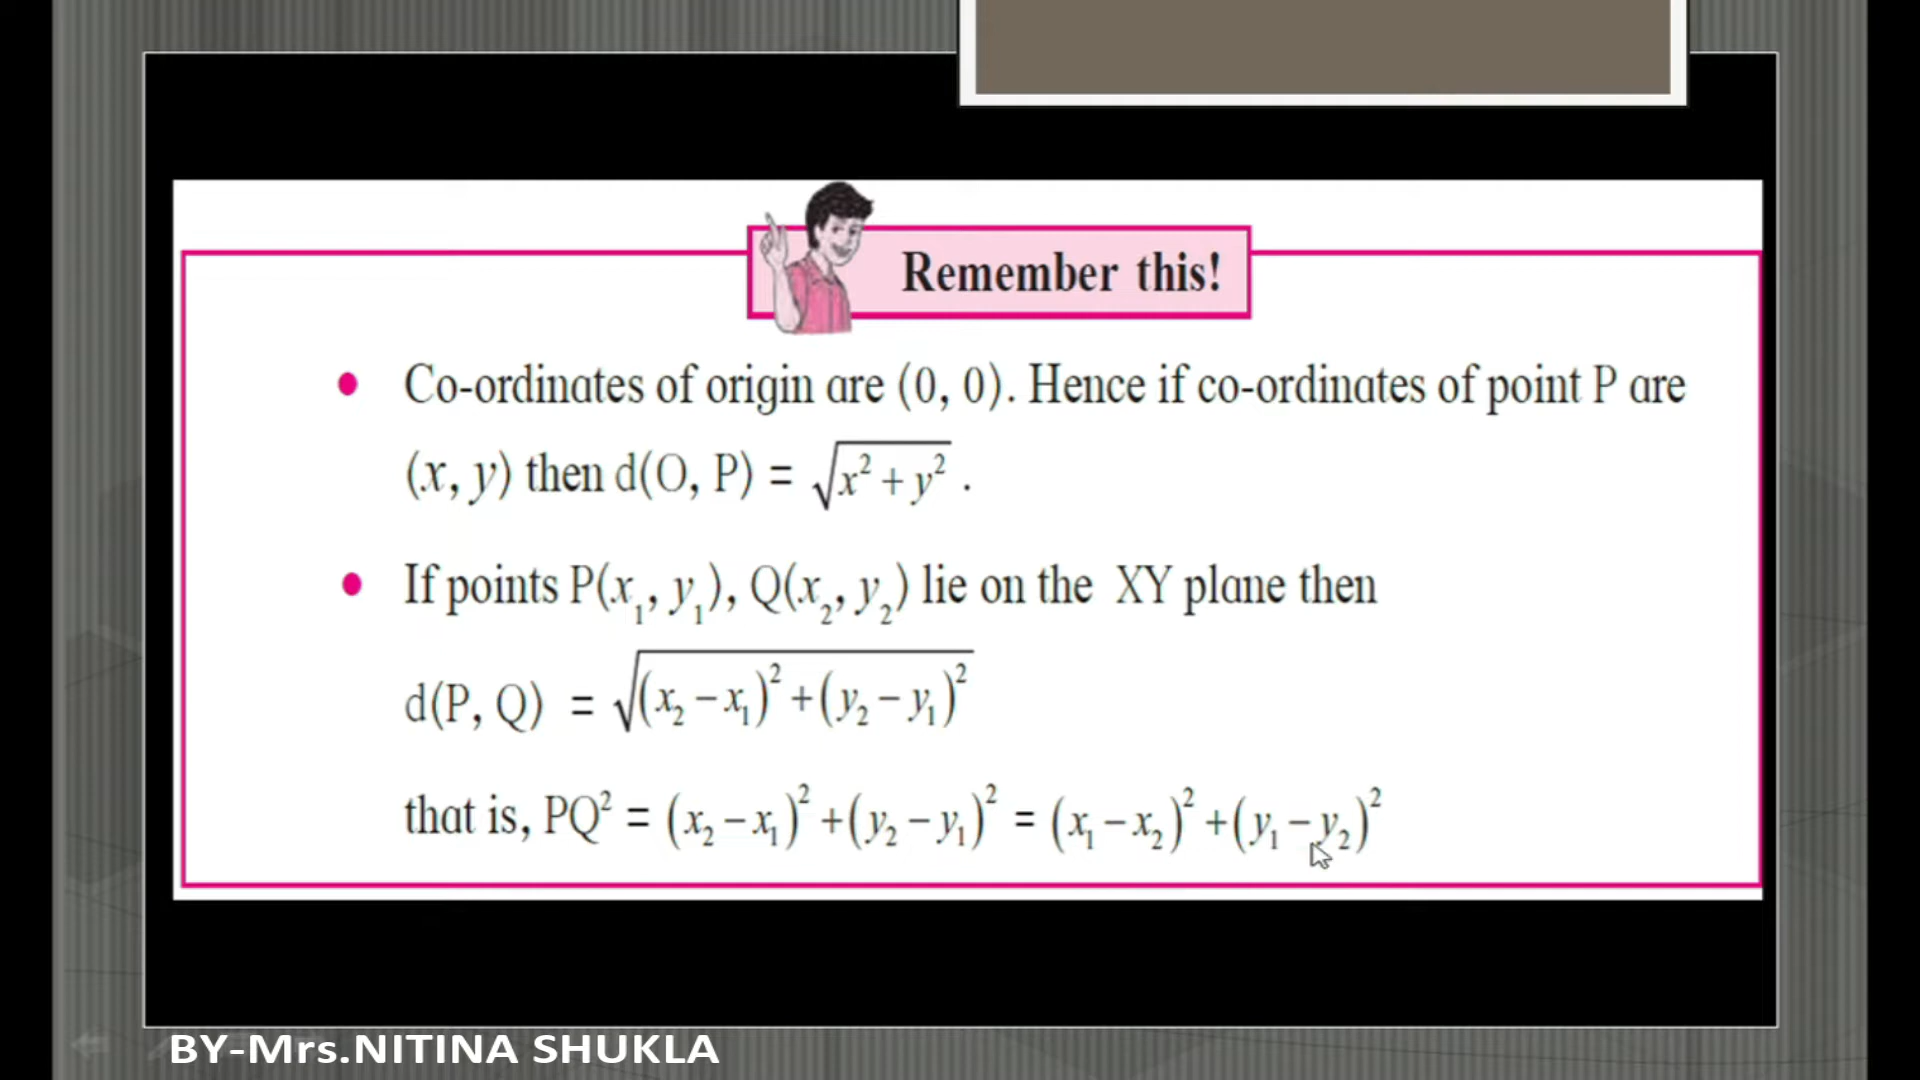 Remember this!
• Co-ordinates of origin are (0, 0). Hence if co-ordinates of point P are
(x, y) then d(O, P) = √(x² + y²) .
• If points P(x₁, y₁), Q(x₂, y₂) lie on the XY plane then
d(P, Q) = √((x₂ − x₁)² + (y₂ − y₁)²)
that is, PQ² = (x₂ − x₁)² + (y₂ − y₁)² = (x₁ − x₂)² + (y₁ − y₂)²
BY-Mrs.NITINA SHUKLA